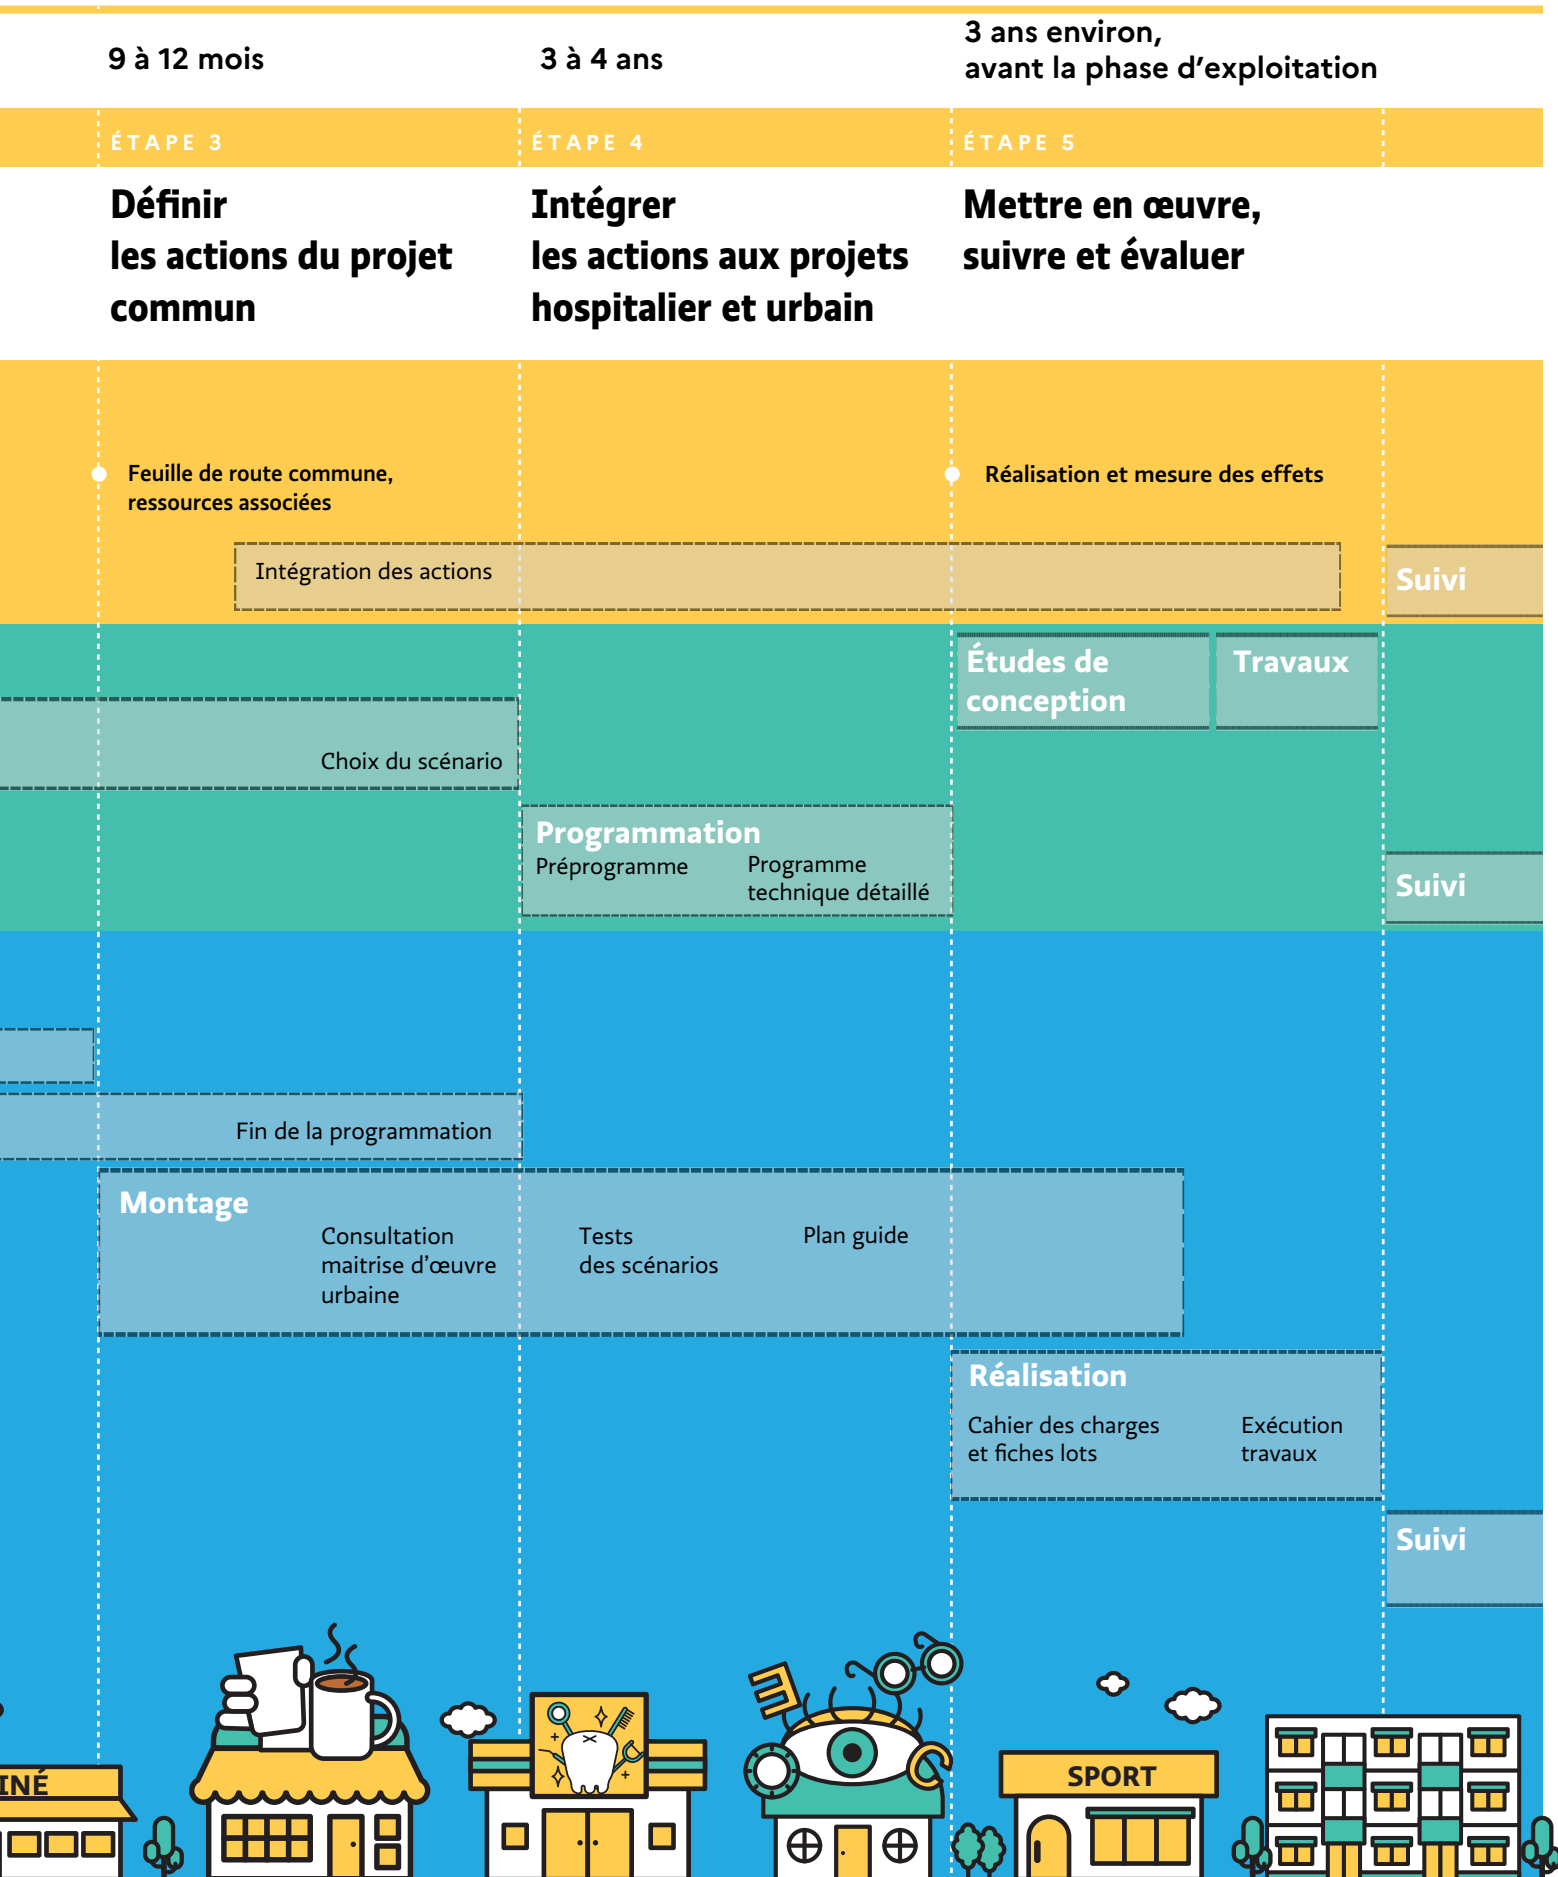 9 à 12 mois
3 à 4 ans
3 ans environ,
avant la phase d’exploitation
ÉTAPE 3
ÉTAPE 4
ÉTAPE 5
Définir
les actions du projet
commun
Intégrer
les actions aux projets
hospitalier et urbain
Mettre en œuvre,
suivre et évaluer
Feuille de route commune,
ressources associées
Réalisation et mesure des effets
Intégration des actions
Suivi
Études de
conception
Travaux
Choix du scénario
Programmation
Préprogramme
Programme
technique détaillé
Suivi
Fin de la programmation
Montage
Consultation
maitrise d’œuvre
urbaine
Tests
des scénarios
Plan guide
Réalisation
Cahier des charges
et fiches lots
Exécution
travaux
Suivi
INÉ
SPORT